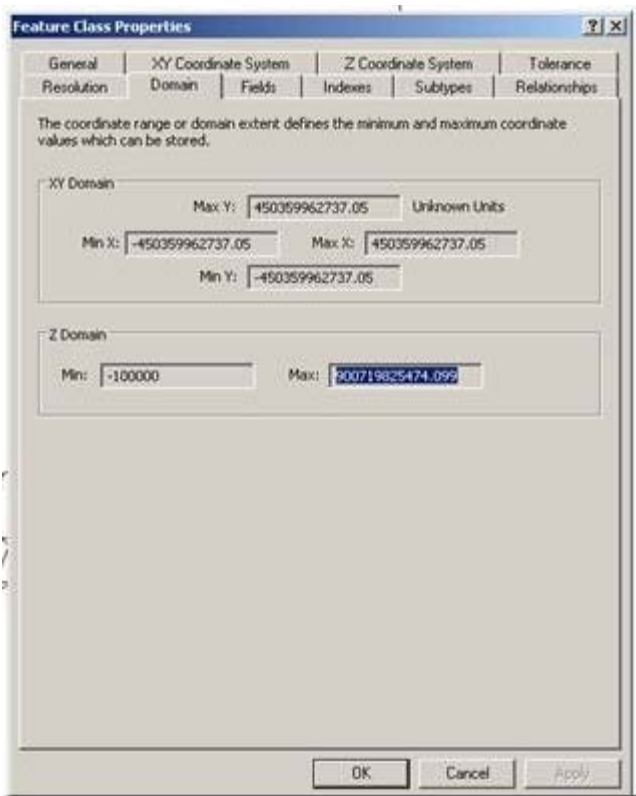 Feature Class Properties
General XY Coordinate System Z Coordinate System Tolerance
Resolution Domain Fields Indexes Subtypes Relationships
The coordinate range or domain extent defines the minimum and maximum coordinate
values which can be stored.
XY Domain
Max Y: 450359962737.05 Unknown Units
Min X: -450359962737.05 Max X: 450359962737.05
Min Y: -450359962737.05
Z Domain
Min: -100000 Max: 900719825474.099
OK Cancel Apply